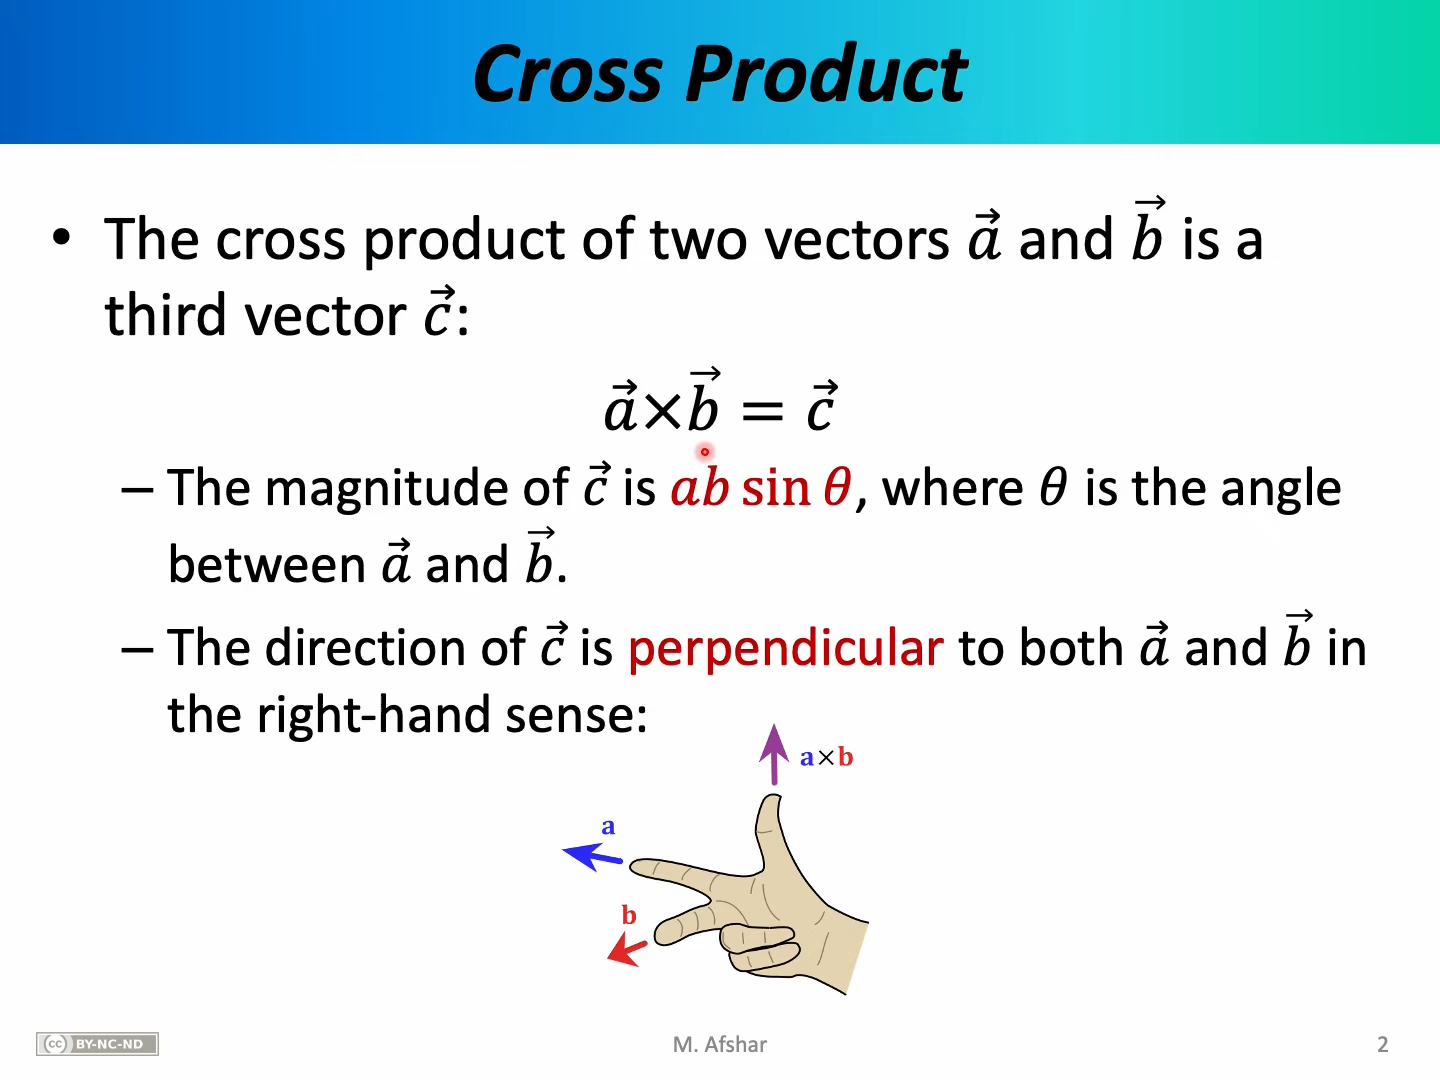 Cross Product
• The cross product of two vectors a⃗ and b⃗ is a
third vector c⃗:
a⃗×b⃗ = c⃗
– The magnitude of c⃗ is ab sin θ, where θ is the angle
between a⃗ and b⃗.
– The direction of c⃗ is perpendicular to both a⃗ and b⃗ in
the right-hand sense:
a×b
a
b
cc BY-NC-ND
M. Afshar
2